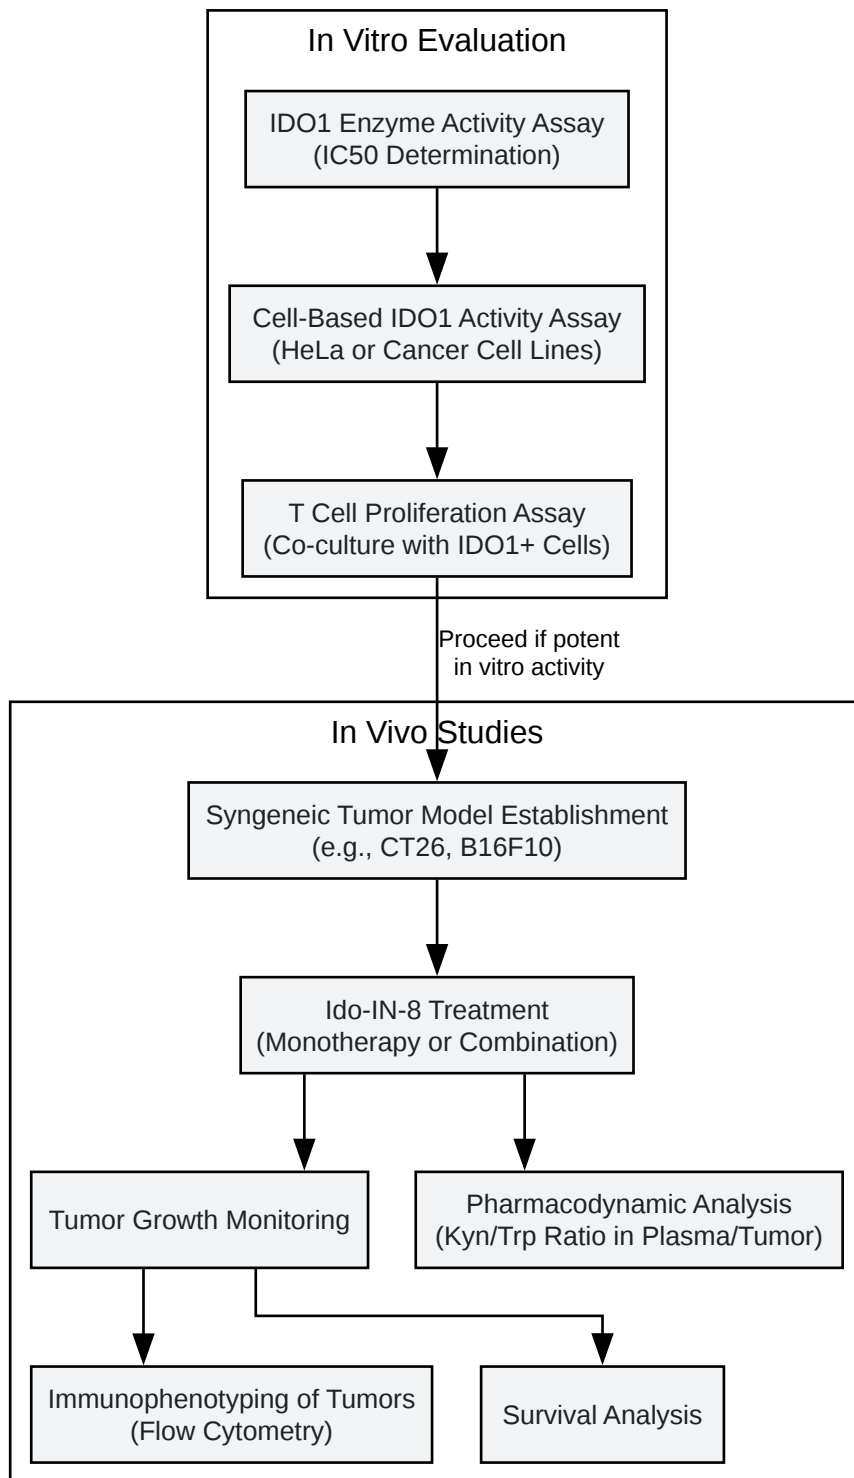 In Vitro Evaluation
IDO1 Enzyme Activity Assay
(IC50 Determination)
Cell-Based IDO1 Activity Assay
(HeLa or Cancer Cell Lines)
T Cell Proliferation Assay
(Co-culture with IDO1+ Cells)
Proceed if potent
in vitro activity
In Vivo Studies
Syngeneic Tumor Model Establishment
(e.g., CT26, B16F10)
Ido-IN-8 Treatment
(Monotherapy or Combination)
Tumor Growth Monitoring
Pharmacodynamic Analysis
(Kyn/Trp Ratio in Plasma/Tumor)
Immunophenotyping of Tumors
(Flow Cytometry)
Survival Analysis